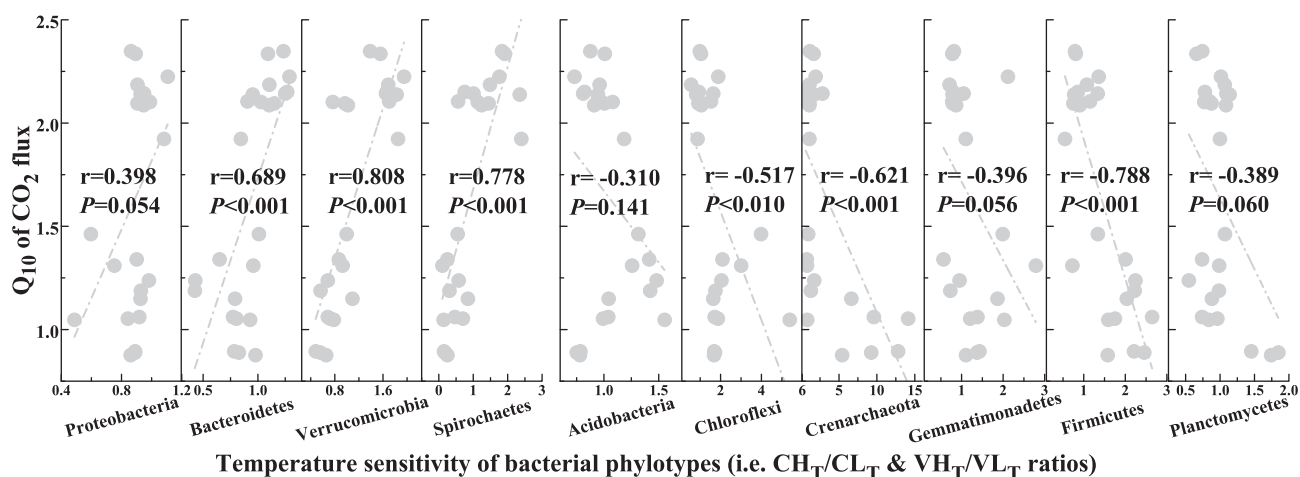 2.5
2.0
1.5
1.0
Q10 of CO2 flux
r=0.398
P=0.054
r=0.689
P<0.001
r=0.808
P<0.001
r=0.778
P<0.001
r= -0.310
P=0.141
r= -0.517
P<0.010
r= -0.621
P<0.001
r= -0.396
P=0.056
r= -0.788
P<0.001
r= -0.389
P=0.060
0.4 0.8 1.2
0.5 1.0
0.8 1.6
0 1 2 3
1.0 1.5
0 2 4 6
0 5 10 15
1 2 3
1 2 3
0.5 1.0 1.5 2.0
Proteobacteria
Bacteroidetes
Verrucomicrobia
Spirochaetes
Acidobacteria
Chloroflexi
Crenarchaeota
Gemmatimonadetes
Firmicutes
Planctomycetes
Temperature sensitivity of bacterial phylotypes (i.e. CHT/CLT & VHT/VLT ratios)